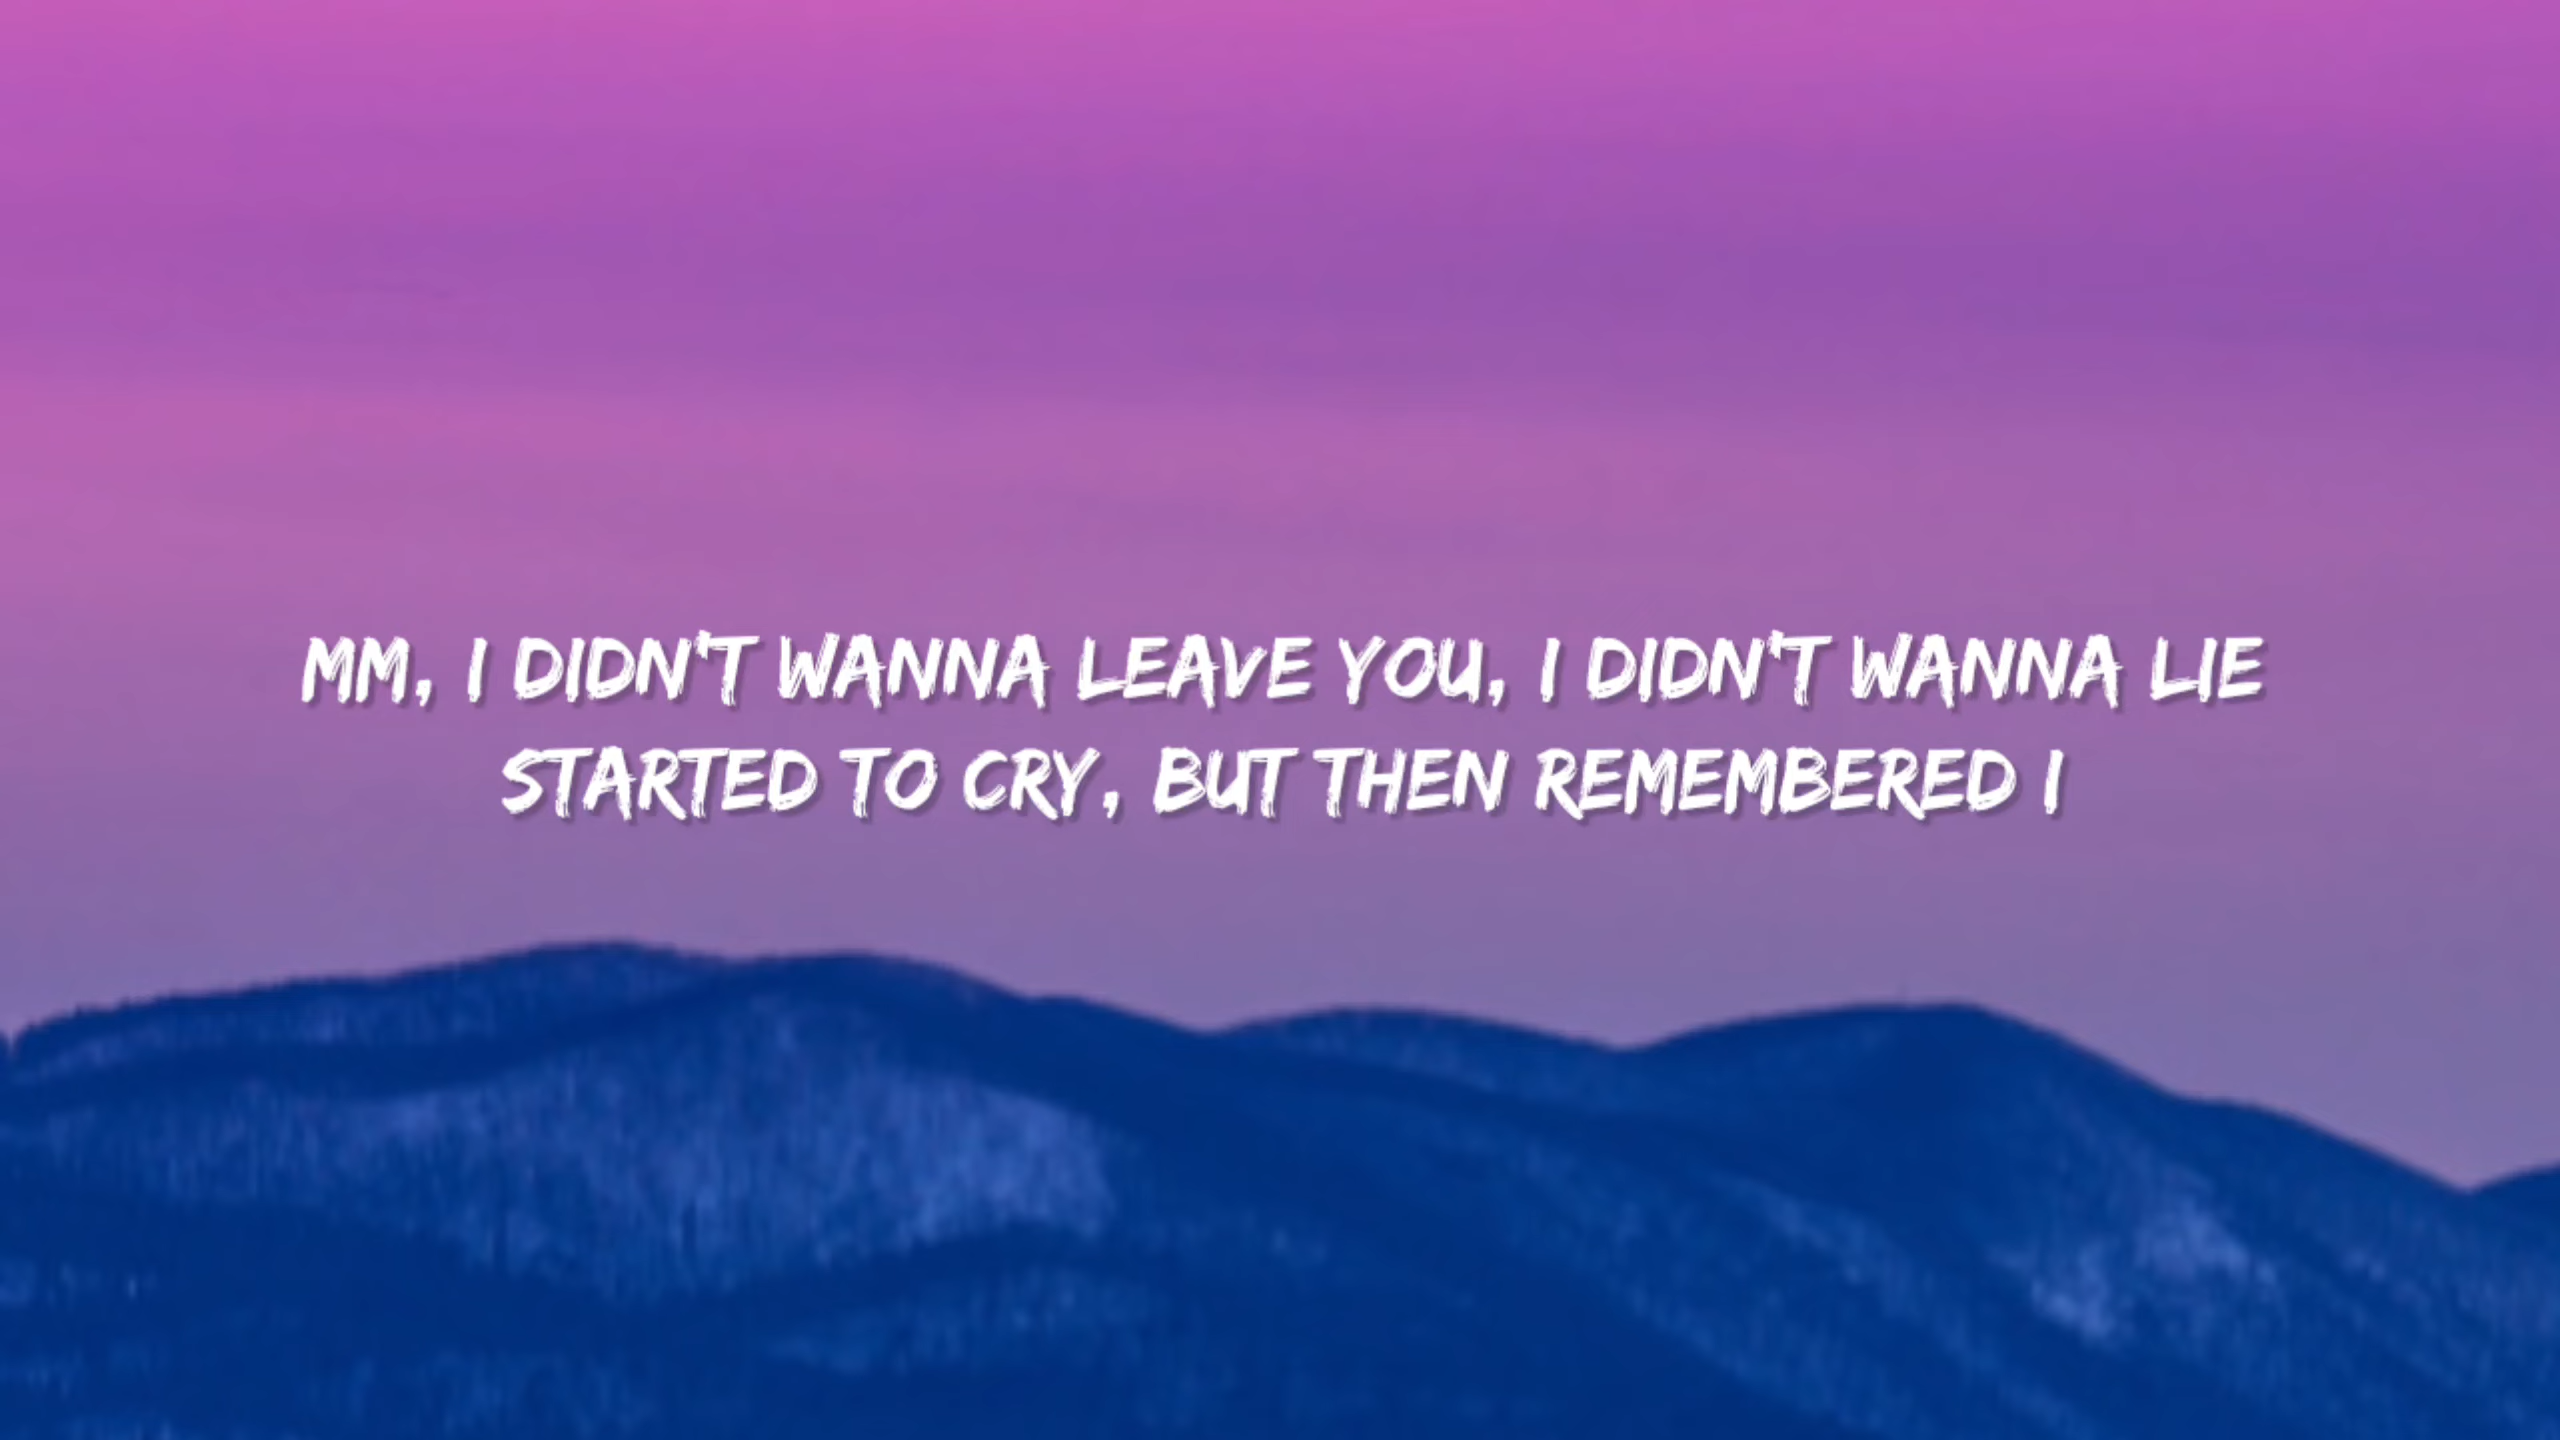 MM, I DIDN'T WANNA LEAVE YOU, I DIDN'T WANNA LIE
STARTED TO CRY, BUT THEN REMEMBERED I